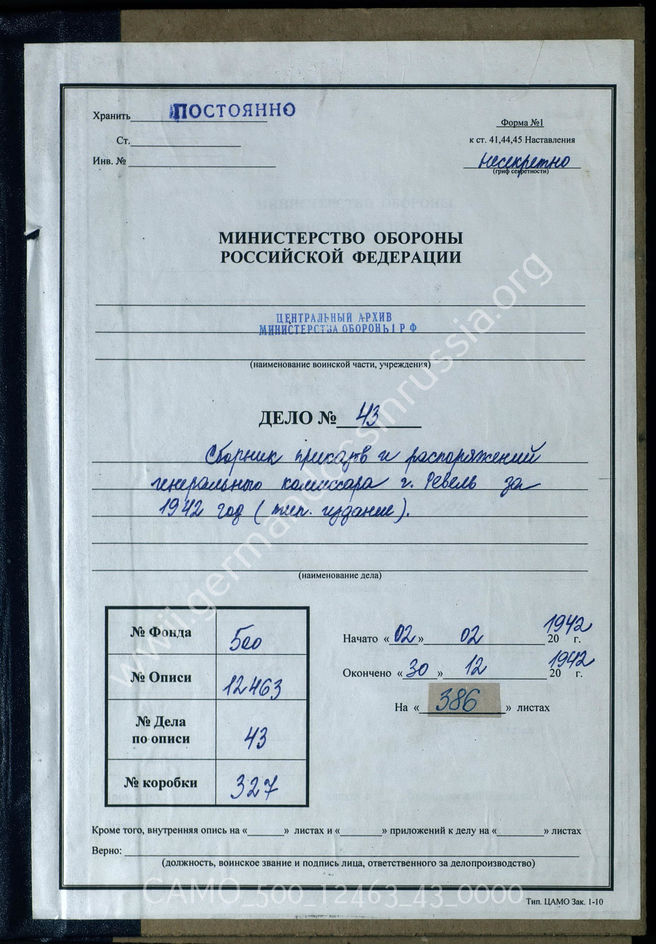 Хранить ПОСТОЯННО
Ст.
Инв. №
Форма №1
к ст. 41,44,45 Наставления
несекретно
(гриф секретности)
МИНИСТЕРСТВО ОБОРОНЫ
РОССИЙСКОЙ ФЕДЕРАЦИИ
ЦЕНТРАЛЬНЫЙ АРХИВ
МИНИСТЕРСТВА ОБОРОНЫ РФ
(наименование воинской части, учреждения)
ДЕЛО № 43
Сборник приказов и распоряжений
генерального комиссара г. Ревель за
1942 год (тип. издание).
(наименование дела)
№ Фонда 500
№ Описи 12463
№ Дела
по описи 43
№ коробки 327
Начато «02» 02 1942 20 г.
Окончено «30» 12 1942 20 г.
На «386» листах
Кроме того, внутренняя опись на « » листах и « » приложений к делу на « » листах
Верно:
(должность, воинское звание и подпись лица, ответственного за делопроизводство)
CAMO_500_12463_43_0000
Тип. ЦАМО Зак. 1-10
www.germandocsinrussia.org